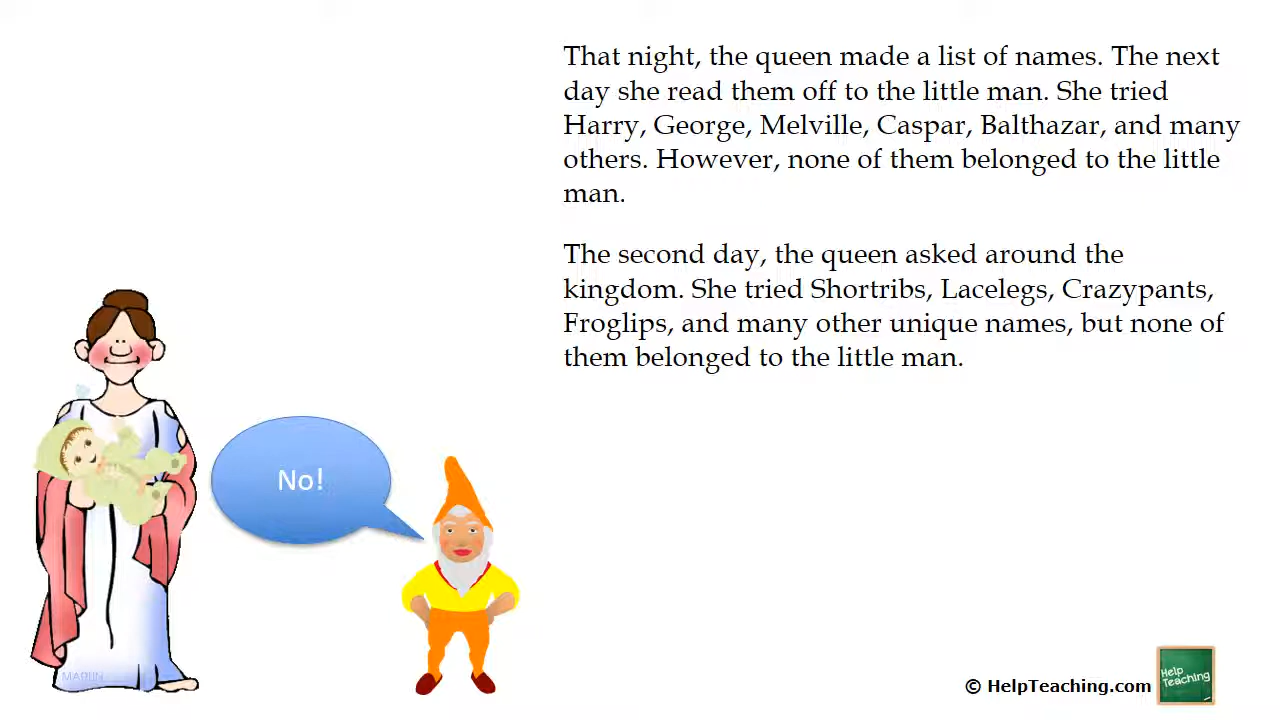 That night, the queen made a list of names. The next
day she read them off to the little man. She tried
Harry, George, Melville, Caspar, Balthazar, and many
others. However, none of them belonged to the little
man.
The second day, the queen asked around the
kingdom. She tried Shortribs, Lacelegs, Crazypants,
Froglips, and many other unique names, but none of
them belonged to the little man.
No!
MARTIN
© HelpTeaching.com
Help
Teaching